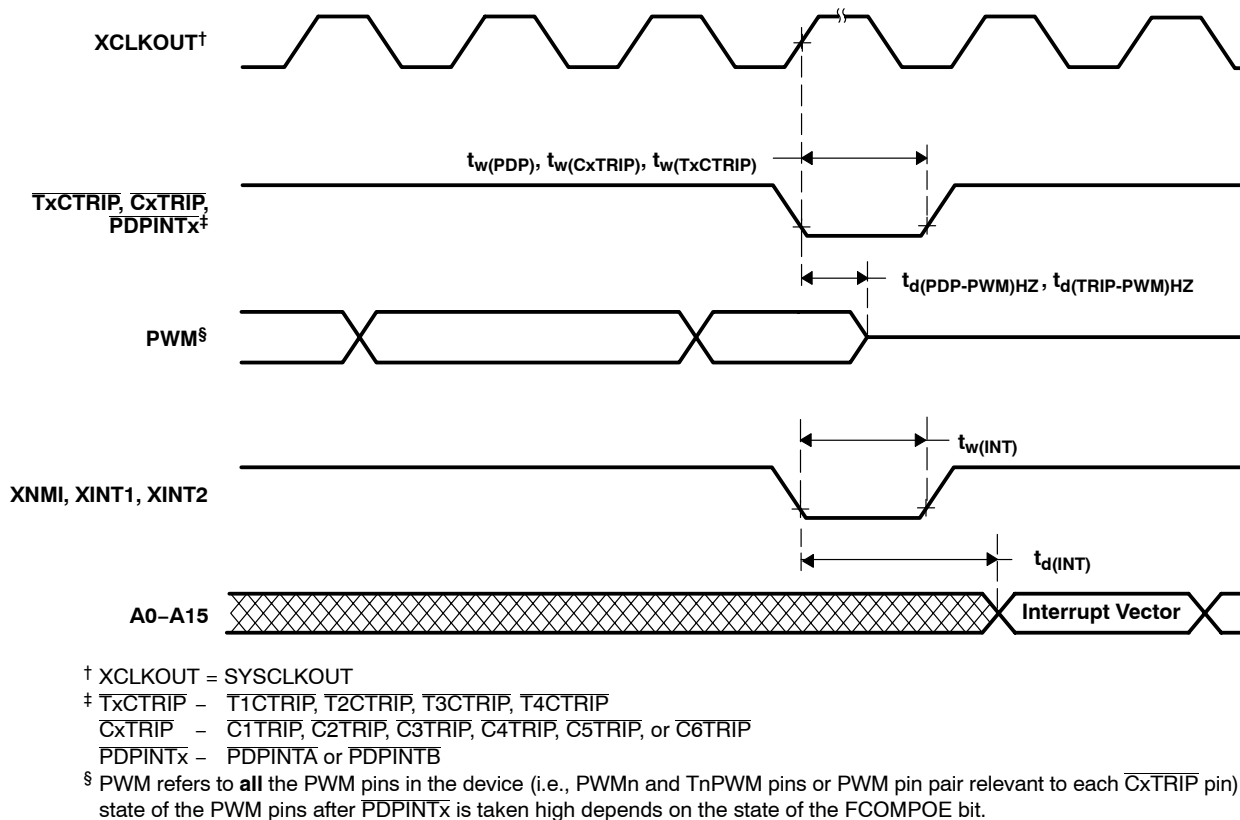 XCLKOUT†
tw(PDP), tw(CxTRIP), tw(TxCTRIP)
TxCTRIP, CxTRIP,
PDPINTx‡
td(PDP-PWM)HZ, td(TRIP-PWM)HZ
PWM§
tw(INT)
XNMI, XINT1, XINT2
td(INT)
A0–A15
Interrupt Vector
† XCLKOUT = SYSCLKOUT
‡ TxCTRIP – T1CTRIP, T2CTRIP, T3CTRIP, T4CTRIP
CxTRIP – C1TRIP, C2TRIP, C3TRIP, C4TRIP, C5TRIP, or C6TRIP
PDPINTx – PDPINTA or PDPINTB
§ PWM refers to all the PWM pins in the device (i.e., PWMn and TnPWM pins or PWM pin pair relevant to each CxTRIP pin)
state of the PWM pins after PDPINTx is taken high depends on the state of the FCOMPOE bit.